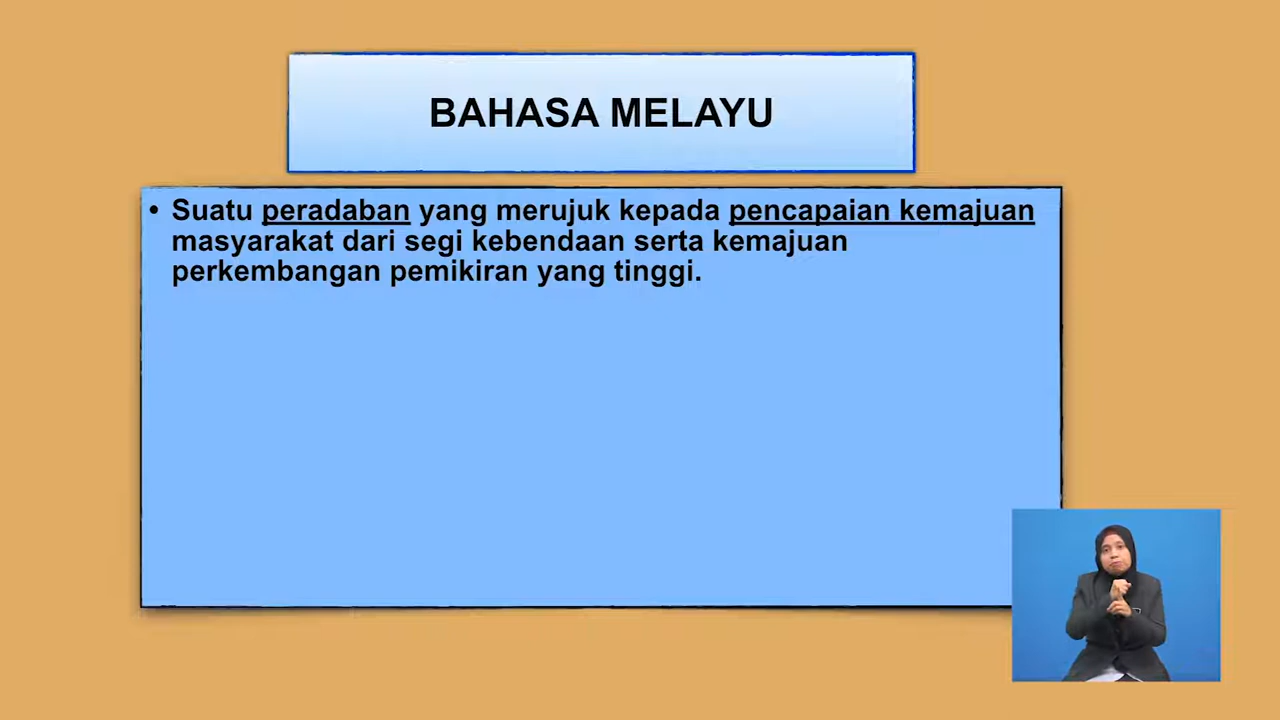 BAHASA MELAYU
• Suatu peradaban yang merujuk kepada pencapaian kemajuan
masyarakat dari segi kebendaan serta kemajuan
perkembangan pemikiran yang tinggi.